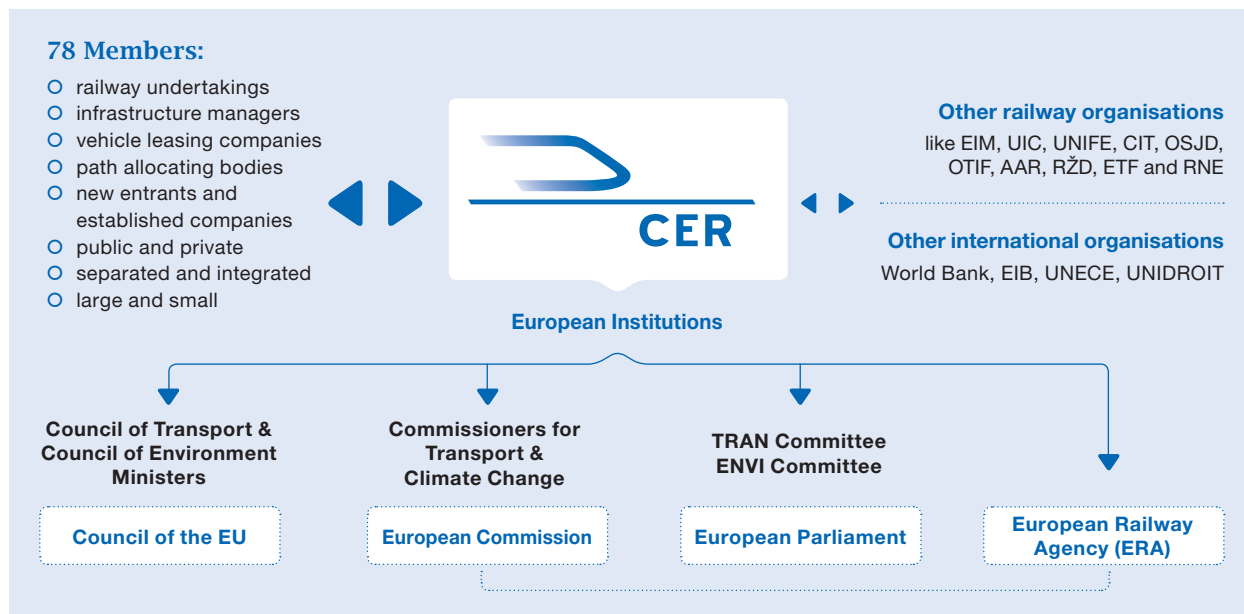 78 Members:
railway undertakings
infrastructure managers
vehicle leasing companies
path allocating bodies
new entrants and
established companies
public and private
separated and integrated
large and small
CER
Other railway organisations
like EIM, UIC, UNIFE, CIT, OSJD,
OTIF, AAR, RŽD, ETF and RNE
Other international organisations
World Bank, EIB, UNECE, UNIDROIT
European Institutions
Council of Transport &
Council of Environment
Ministers
Council of the EU
Commissioners for
Transport &
Climate Change
European Commission
TRAN Committee
ENVI Committee
European Parliament
European Railway
Agency (ERA)